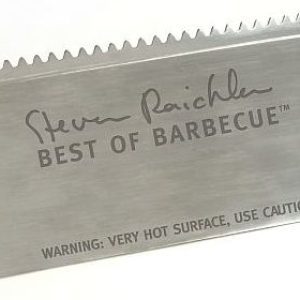 Steven Raichlen
BEST OF BARBECUE™
WARNING: VERY HOT SURFACE, USE CAUTIO